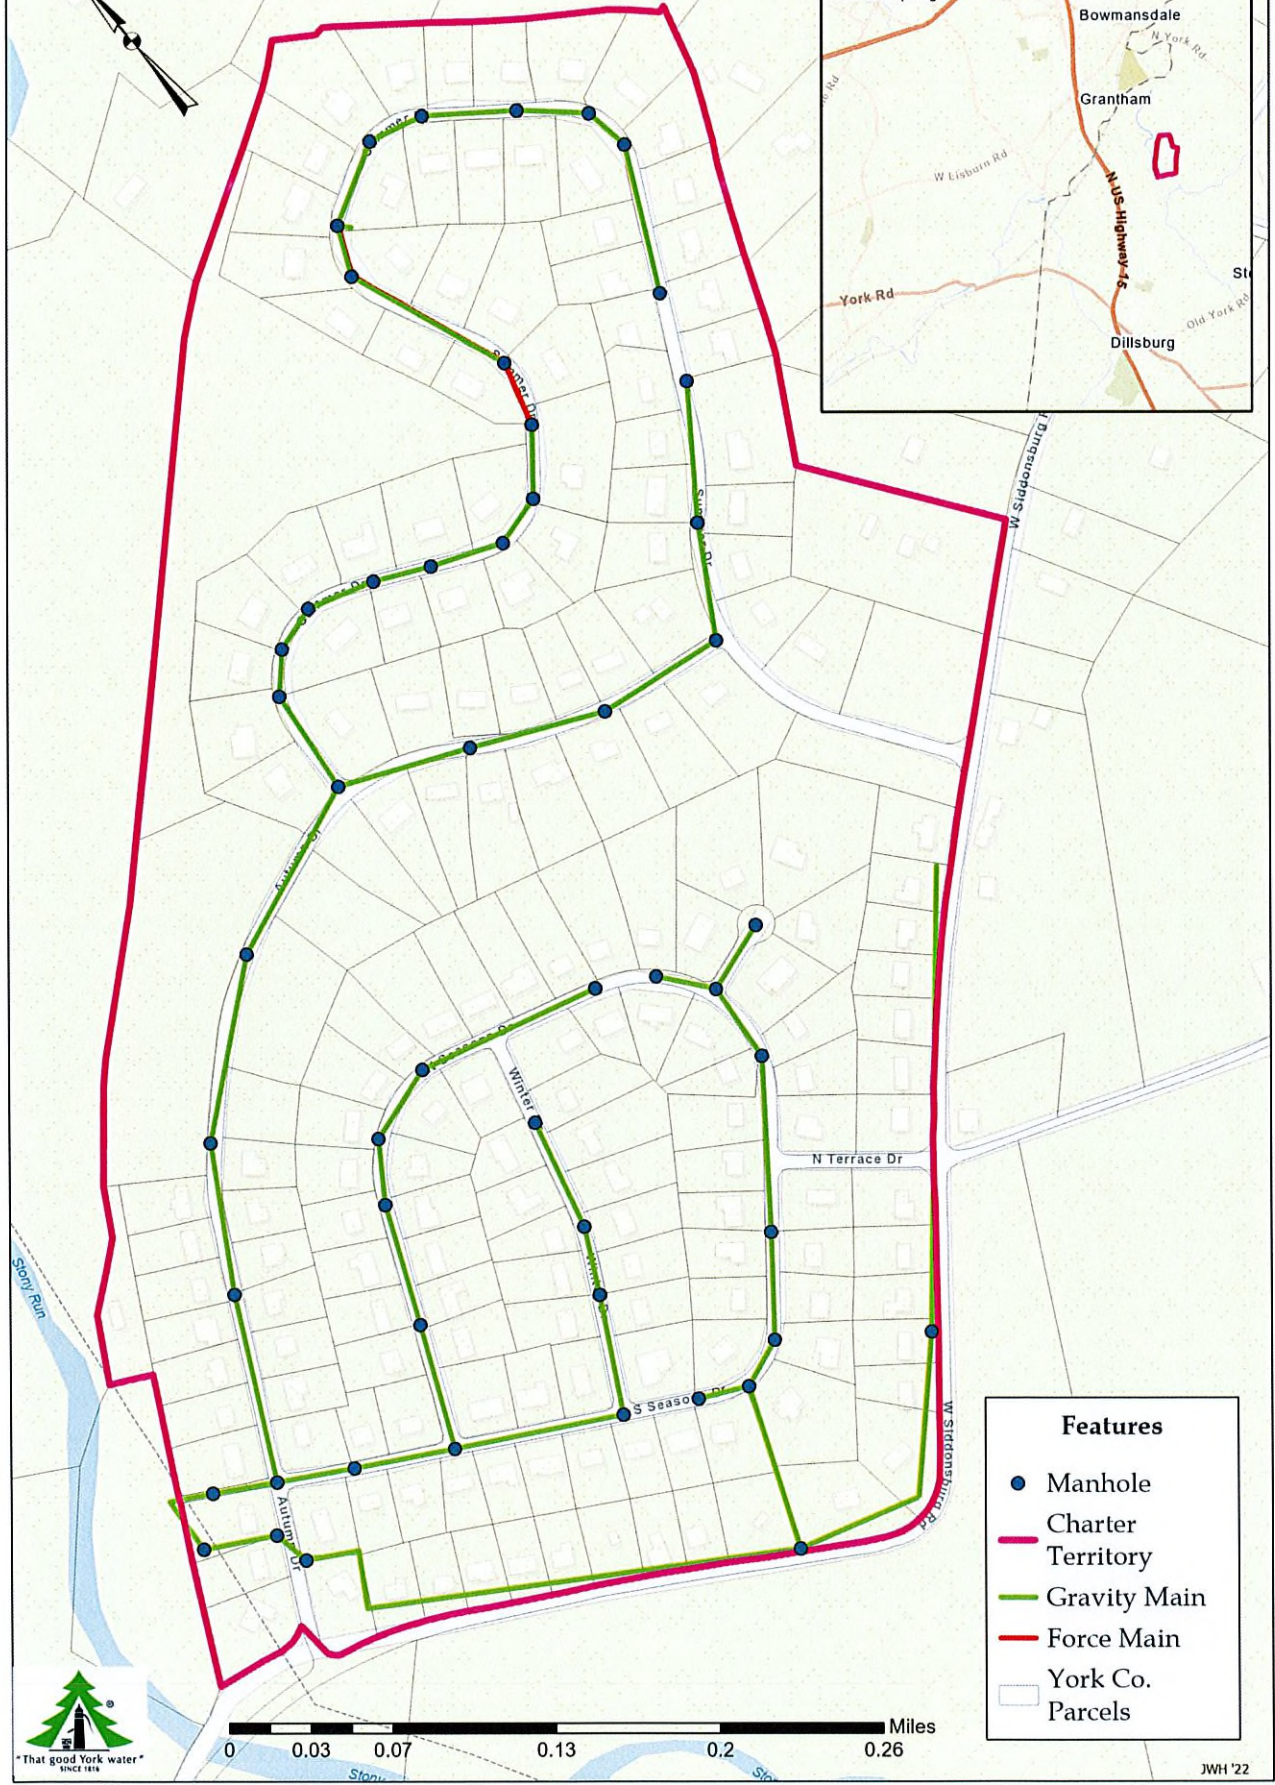 Bowmansdale
N York Rd
Grantham
W Lisburn Rd
N US Highway 15
York Rd
Old York Rd
Dillsburg
W Siddonsburg
Summer Dr
Autumn Dr
Winter
N Terrace Dr
Stony Run
W Siddonsburg Rd
Autumn Dr
Features
Manhole
Charter
Territory
Gravity Main
Force Main
York Co.
Parcels
®
"That good York water"
SINCE 1816
Miles
0 0.03 0.07 0.13 0.2 0.26
Stony
JWH '22